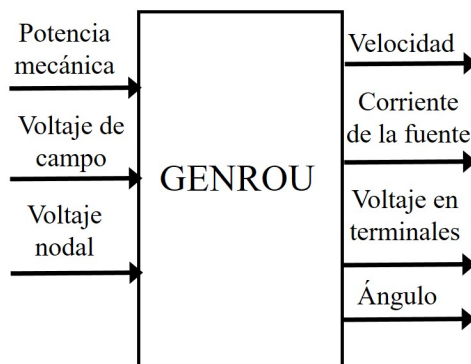 Potencia
mecánica
Voltaje de
campo
Voltaje
nodal
GENROU
Velocidad
Corriente
de la fuente
Voltaje en
terminales
Ángulo